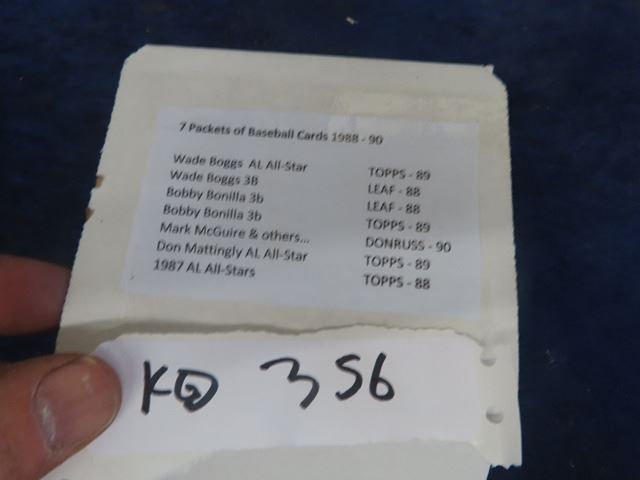 7 Packets of Baseball Cards 1988 - 90
Wade Boggs AL All-Star TOPPS - 89
Wade Boggs 3B LEAF - 88
Bobby Bonilla 3b LEAF - 88
Bobby Bonilla 3b TOPPS - 89
Mark McGuire & others... DONRUSS - 90
Don Mattingly AL All-Star TOPPS - 89
1987 AL All-Stars TOPPS - 88
356